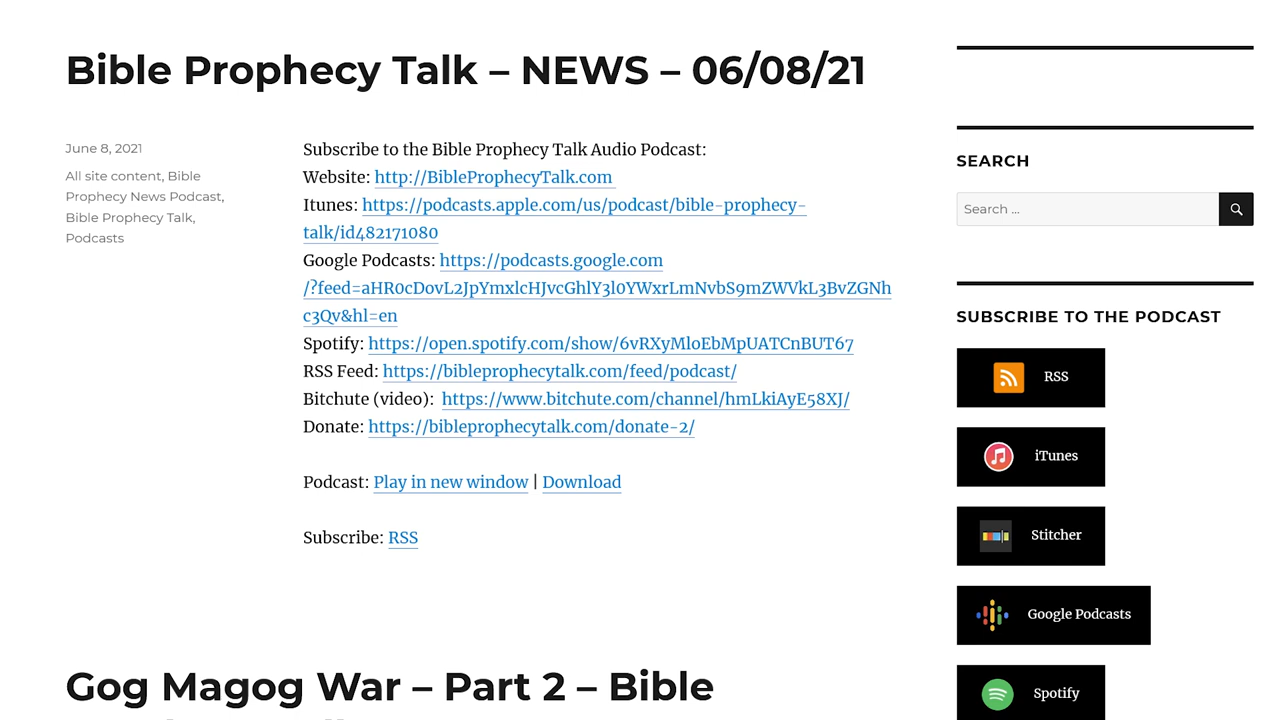 Bible Prophecy Talk – NEWS – 06/08/21
June 8, 2021
All site content, Bible
Prophecy News Podcast,
Bible Prophecy Talk,
Podcasts
Subscribe to the Bible Prophecy Talk Audio Podcast:
Website: http://BibleProphecyTalk.com
Itunes: https://podcasts.apple.com/us/podcast/bible-prophecy-
talk/id482171080
Google Podcasts: https://podcasts.google.com
/?feed=aHR0cDovL2JpYmxlcHJvcGhlY3l0YWxrLmNvbS9mZWVkL3BvZGNh
c3Qv&hl=en
Spotify: https://open.spotify.com/show/6vRXyMloEbMpUATCnBUT67
RSS Feed: https://bibleprophecytalk.com/feed/podcast/
Bitchute (video): https://www.bitchute.com/channel/hmLkiAyE58XJ/
Donate: https://bibleprophecytalk.com/donate-2/
Podcast: Play in new window | Download
Subscribe: RSS
Gog Magog War – Part 2 – Bible
SEARCH
Search …
SUBSCRIBE TO THE PODCAST
RSS
iTunes
Stitcher
Google Podcasts
Spotify